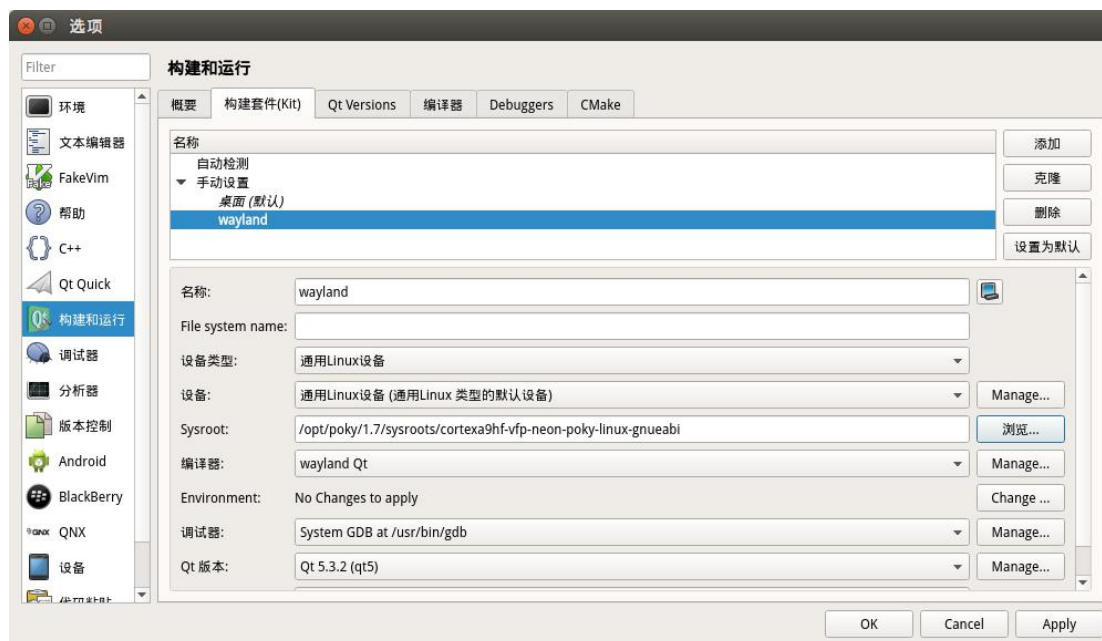 选项
Filter
环境
文本编辑器
FakeVim
帮助
C++
Qt Quick
构建和运行
调试器
分析器
版本控制
Android
BlackBerry
QNX QNX
设备
代码粘贴
构建和运行
概要 构建套件(Kit) Qt Versions 编译器 Debuggers CMake
名称
自动检测
手动设置
桌面 (默认)
wayland
添加
克隆
删除
设置为默认
名称: wayland
File system name:
设备类型: 通用Linux设备
设备: 通用Linux设备 (通用Linux 类型的默认设备) Manage...
Sysroot: /opt/poky/1.7/sysroots/cortexa9hf-vfp-neon-poky-linux-gnueabi 浏览...
编译器: wayland Qt Manage...
Environment: No Changes to apply Change ...
调试器: System GDB at /usr/bin/gdb Manage...
Qt 版本: Qt 5.3.2 (qt5) Manage...
OK Cancel Apply